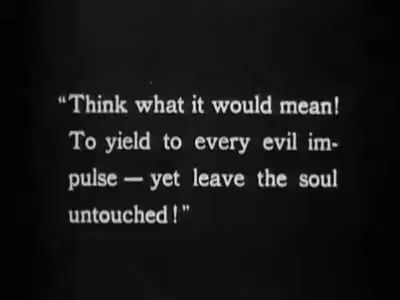 “Think what it would mean!
To yield to every evil im-
pulse — yet leave the soul
untouched!”